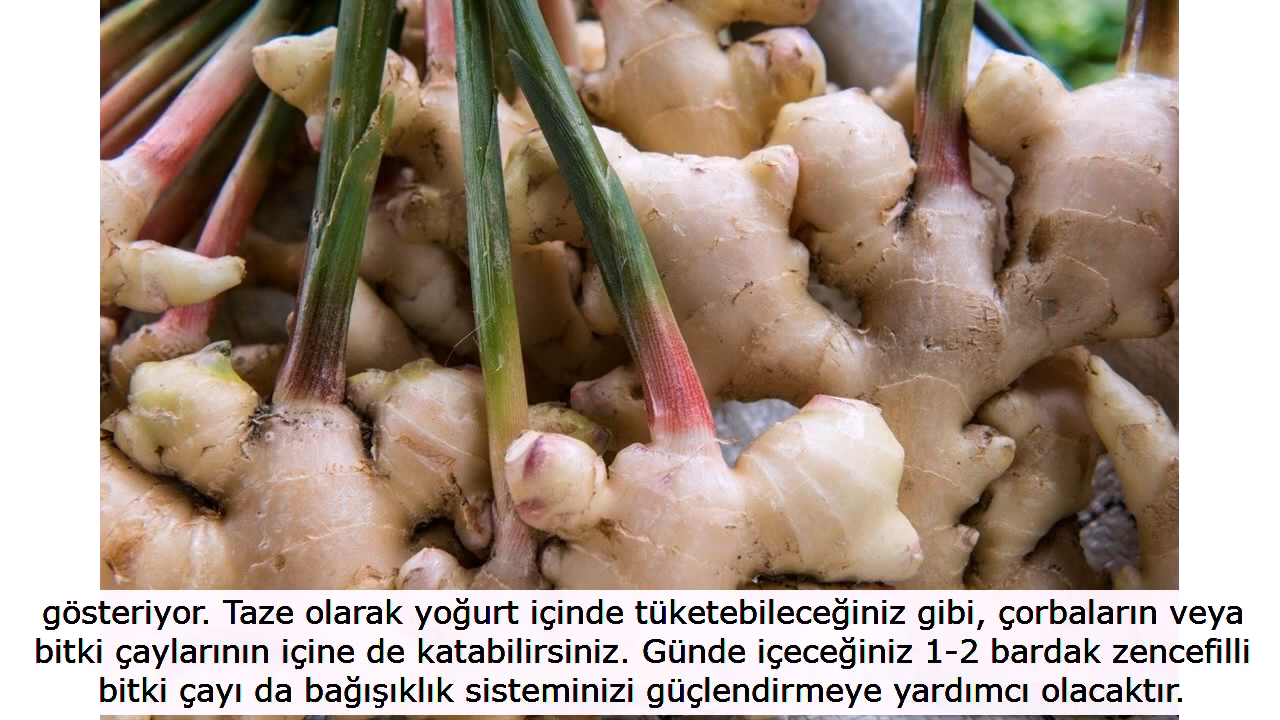 gösteriyor. Taze olarak yoğurt içinde tüketebileceğiniz gibi, çorbaların veya
bitki çaylarının içine de katabilirsiniz. Günde içeceğiniz 1-2 bardak zencefilli
bitki çayı da bağışıklık sisteminizi güçlendirmeye yardımcı olacaktır.